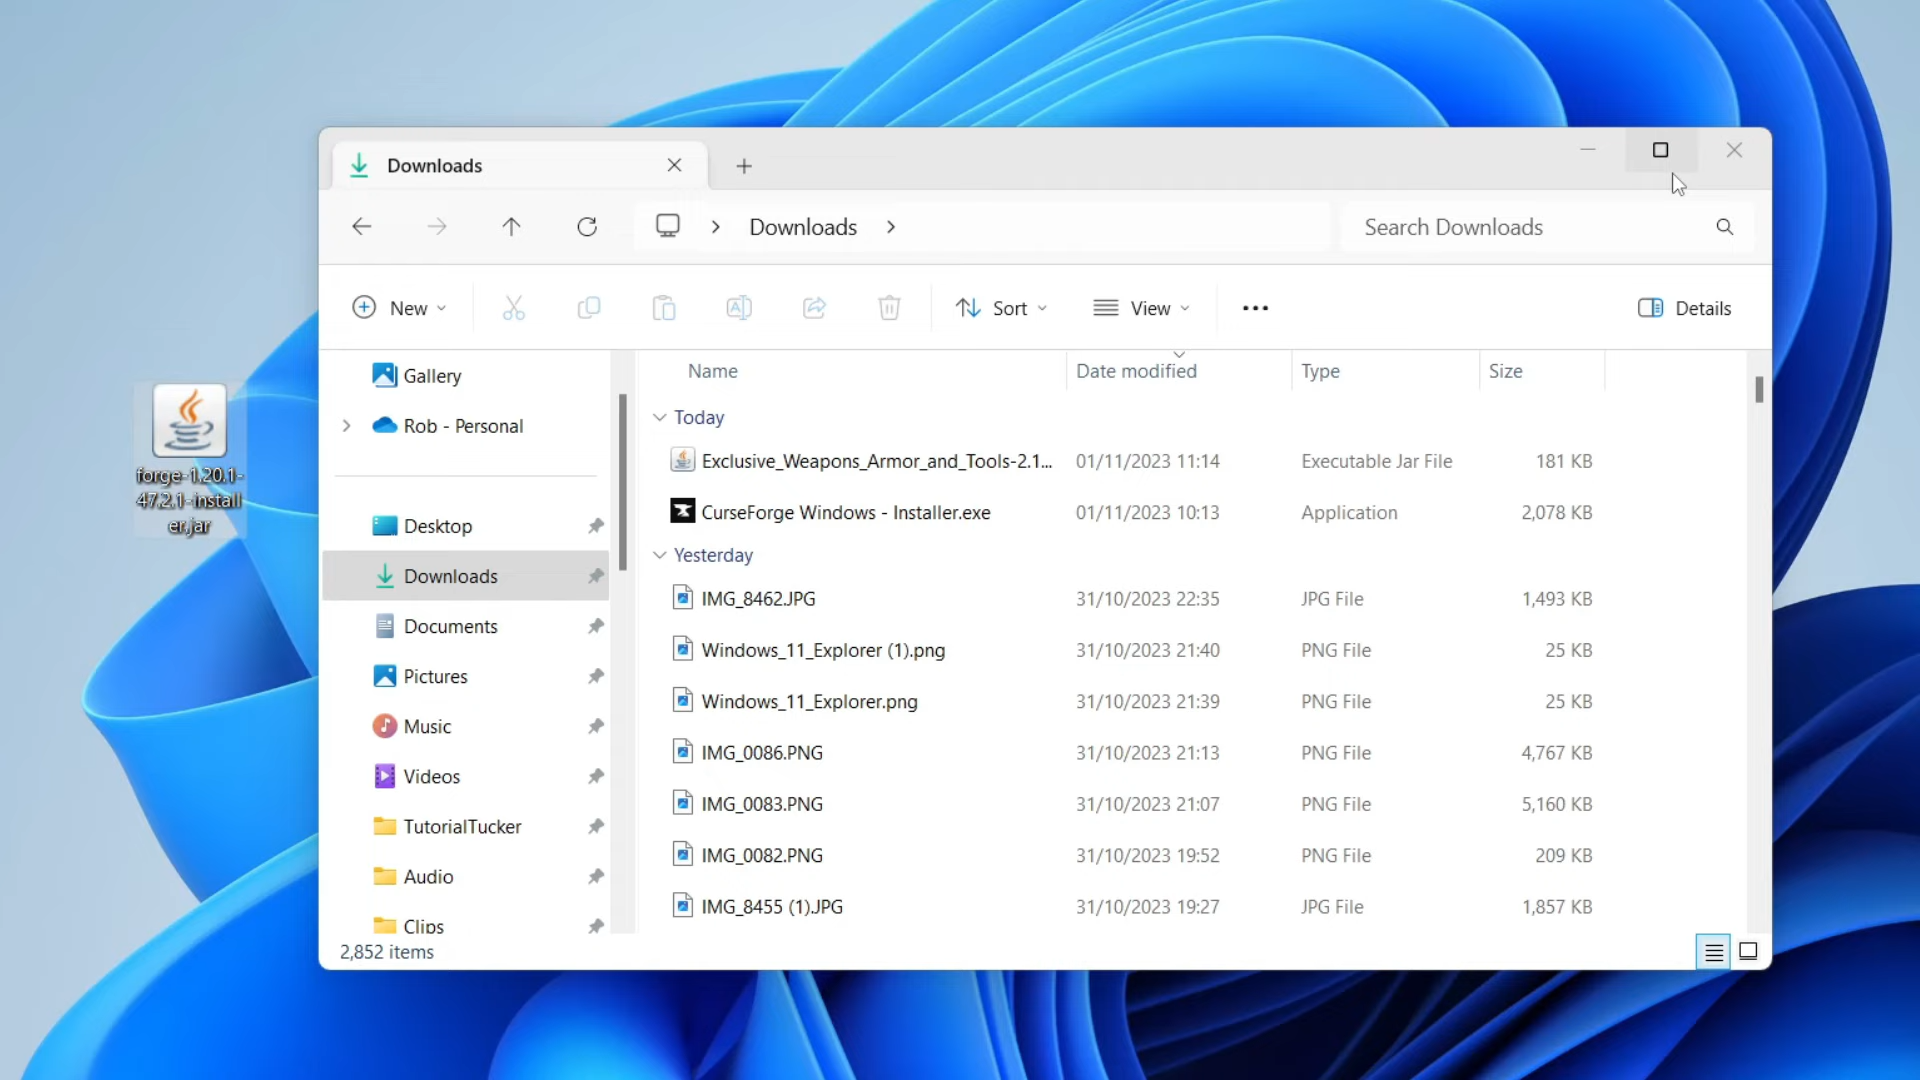 Downloads
Downloads
Search Downloads
New
Sort
View
Details
Gallery
Rob - Personal
Desktop
Downloads
Documents
Pictures
Music
Videos
TutorialTucker
Audio
Clips
2,852 items
Name Date modified Type Size
Today
Exclusive_Weapons_Armor_and_Tools-2.1... 01/11/2023 11:14 Executable Jar File 181 KB
CurseForge Windows - Installer.exe 01/11/2023 10:13 Application 2,078 KB
Yesterday
IMG_8462.JPG 31/10/2023 22:35 JPG File 1,493 KB
Windows_11_Explorer (1).png 31/10/2023 21:40 PNG File 25 KB
Windows_11_Explorer.png 31/10/2023 21:39 PNG File 25 KB
IMG_0086.PNG 31/10/2023 21:13 PNG File 4,767 KB
IMG_0083.PNG 31/10/2023 21:07 PNG File 5,160 KB
IMG_0082.PNG 31/10/2023 19:52 PNG File 209 KB
IMG_8455 (1).JPG 31/10/2023 19:27 JPG File 1,857 KB
forge-1.20.1-
47.2.1-install
er.jar